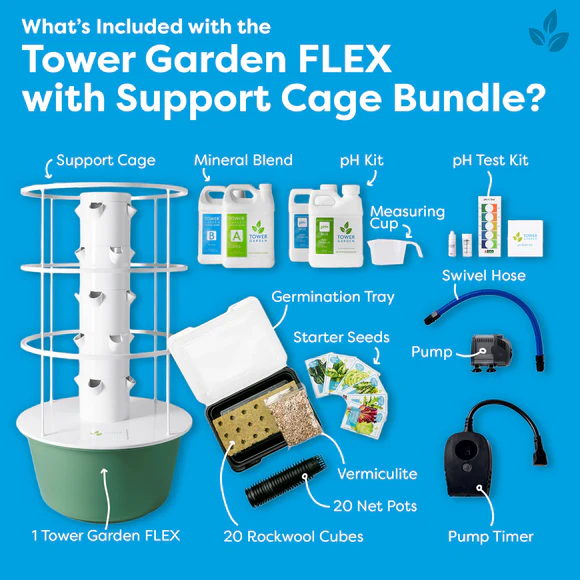 What's Included with the
Tower Garden FLEX
with Support Cage Bundle?
Support Cage
Mineral Blend
pH Kit
pH Test Kit
Measuring
Cup
B
A
TOWER
GARDEN
Swivel Hose
Germination Tray
Starter Seeds
Pump
Vermiculite
20 Net Pots
1 Tower Garden FLEX
20 Rockwool Cubes
Pump Timer